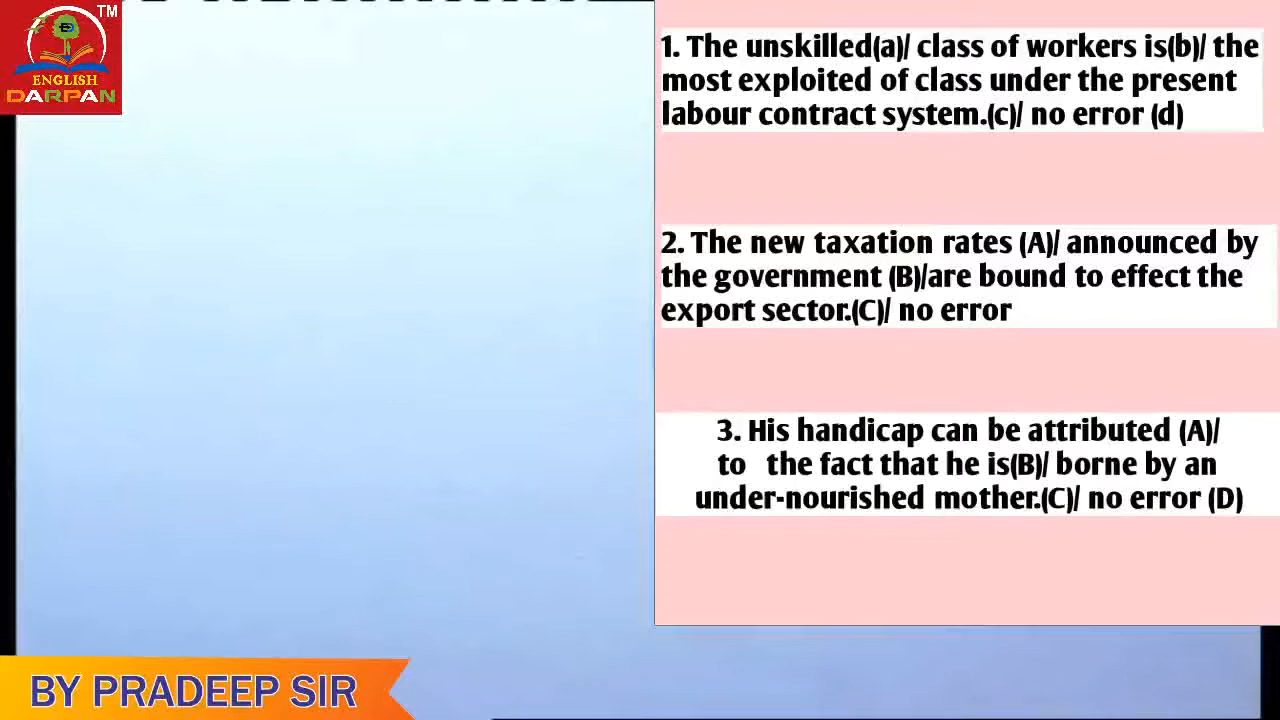 TM
ENGLISH
DARPAN
1. The unskilled(a)/ class of workers is(b)/ the
most exploited of class under the present
labour contract system.(c)/ no error (d)
2. The new taxation rates (A)/ announced by
the government (B)/are bound to effect the
export sector.(C)/ no error
3. His handicap can be attributed (A)/
to the fact that he is(B)/ borne by an
under-nourished mother.(C)/ no error (D)
BY PRADEEP SIR